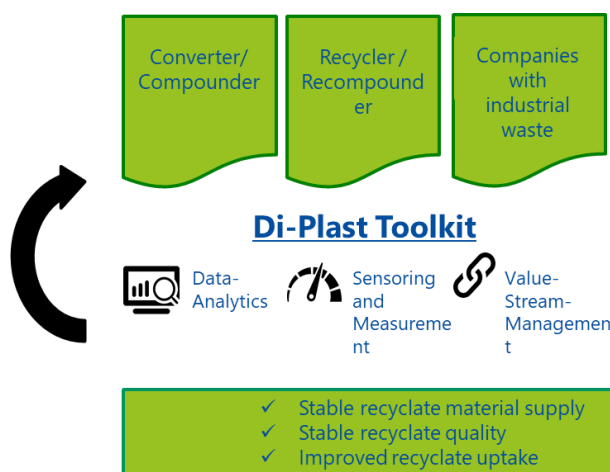 Converter/
Compounder
Recycler /
Recompound
er
Companies
with
industrial
waste
Di-Plast Toolkit
Data-
Analytics
Sensoring
and
Measureme
nt
Value-
Stream-
Managemen
t
✓ Stable recyclate material supply
✓ Stable recyclate quality
✓ Improved recyclate uptake